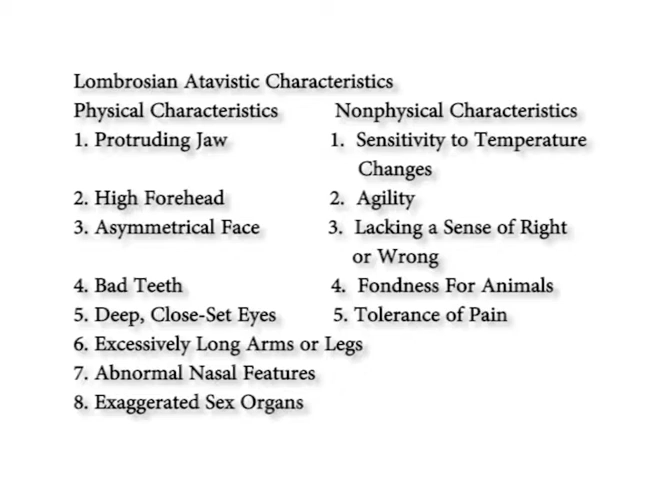 Lombrosian Atavistic Characteristics
Physical Characteristics Nonphysical Characteristics
1. Protruding Jaw 1. Sensitivity to Temperature
Changes
2. High Forehead 2. Agility
3. Asymmetrical Face 3. Lacking a Sense of Right
or Wrong
4. Bad Teeth 4. Fondness For Animals
5. Deep, Close-Set Eyes 5. Tolerance of Pain
6. Excessively Long Arms or Legs
7. Abnormal Nasal Features
8. Exaggerated Sex Organs